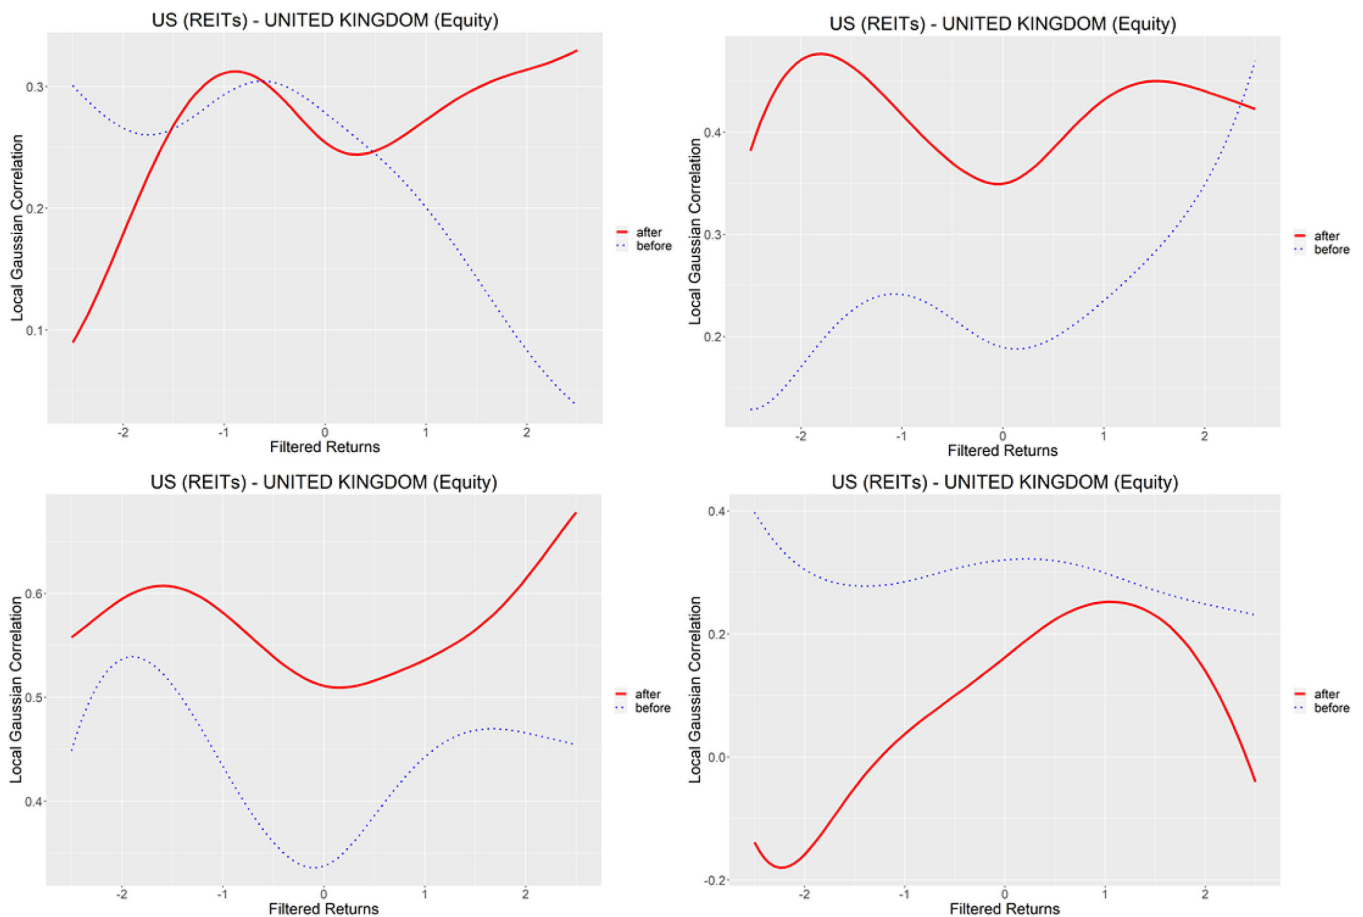 US (REITs) - UNITED KINGDOM (Equity)
Local Gaussian Correlation
0.3
0.2
0.1
-2 -1 0 1 2
Filtered Returns
after
before
US (REITs) - UNITED KINGDOM (Equity)
Local Gaussian Correlation
0.4
0.3
0.2
-2 -1 0 1 2
Filtered Returns
after
before
US (REITs) - UNITED KINGDOM (Equity)
Local Gaussian Correlation
0.6
0.5
0.4
-2 -1 0 1 2
Filtered Returns
after
before
US (REITs) - UNITED KINGDOM (Equity)
Local Gaussian Correlation
0.4
0.2
0.0
-0.2
-2 -1 0 1 2
Filtered Returns
after
before